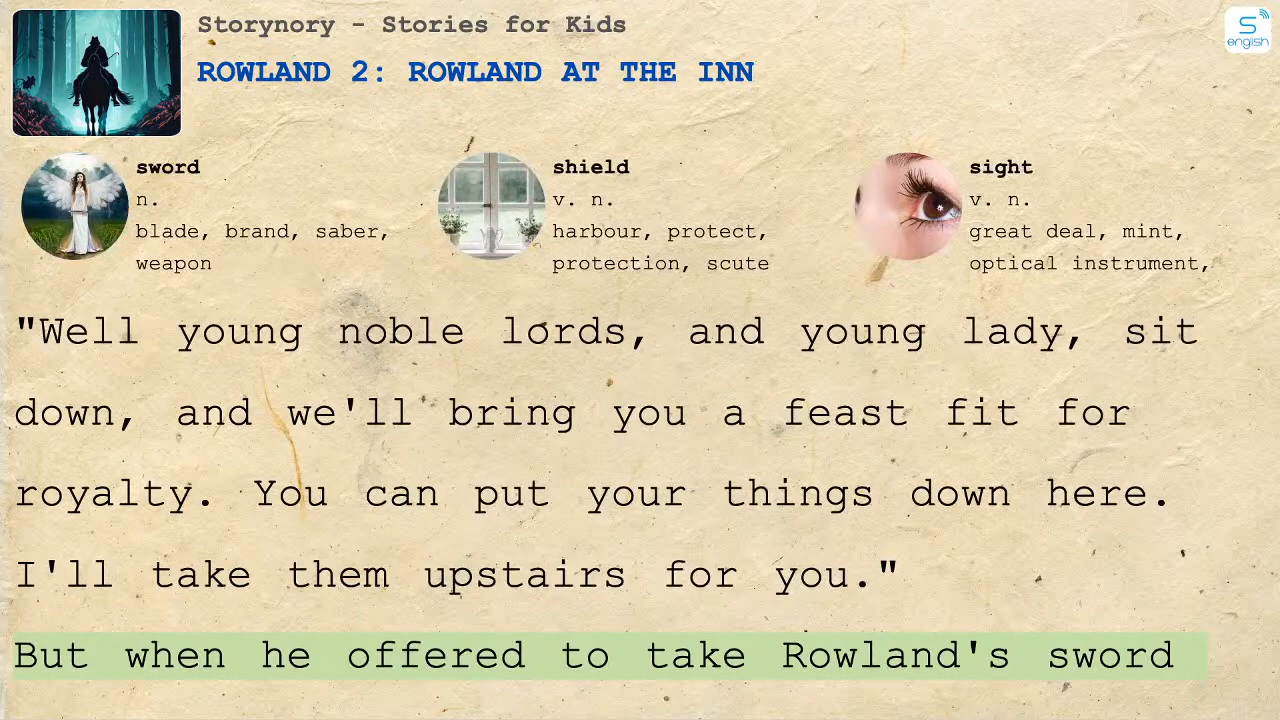 Storynory - Stories for Kids
ROWLAND 2: ROWLAND AT THE INN
S
english
sword
n.
blade, brand, saber,
weapon
shield
v. n.
harbour, protect,
protection, scute
sight
v. n.
great deal, mint,
optical instrument,
"Well young noble lords, and young lady, sit
down, and we'll bring you a feast fit for
royalty. You can put your things down here.
I'll take them upstairs for you."
But when he offered to take Rowland's sword